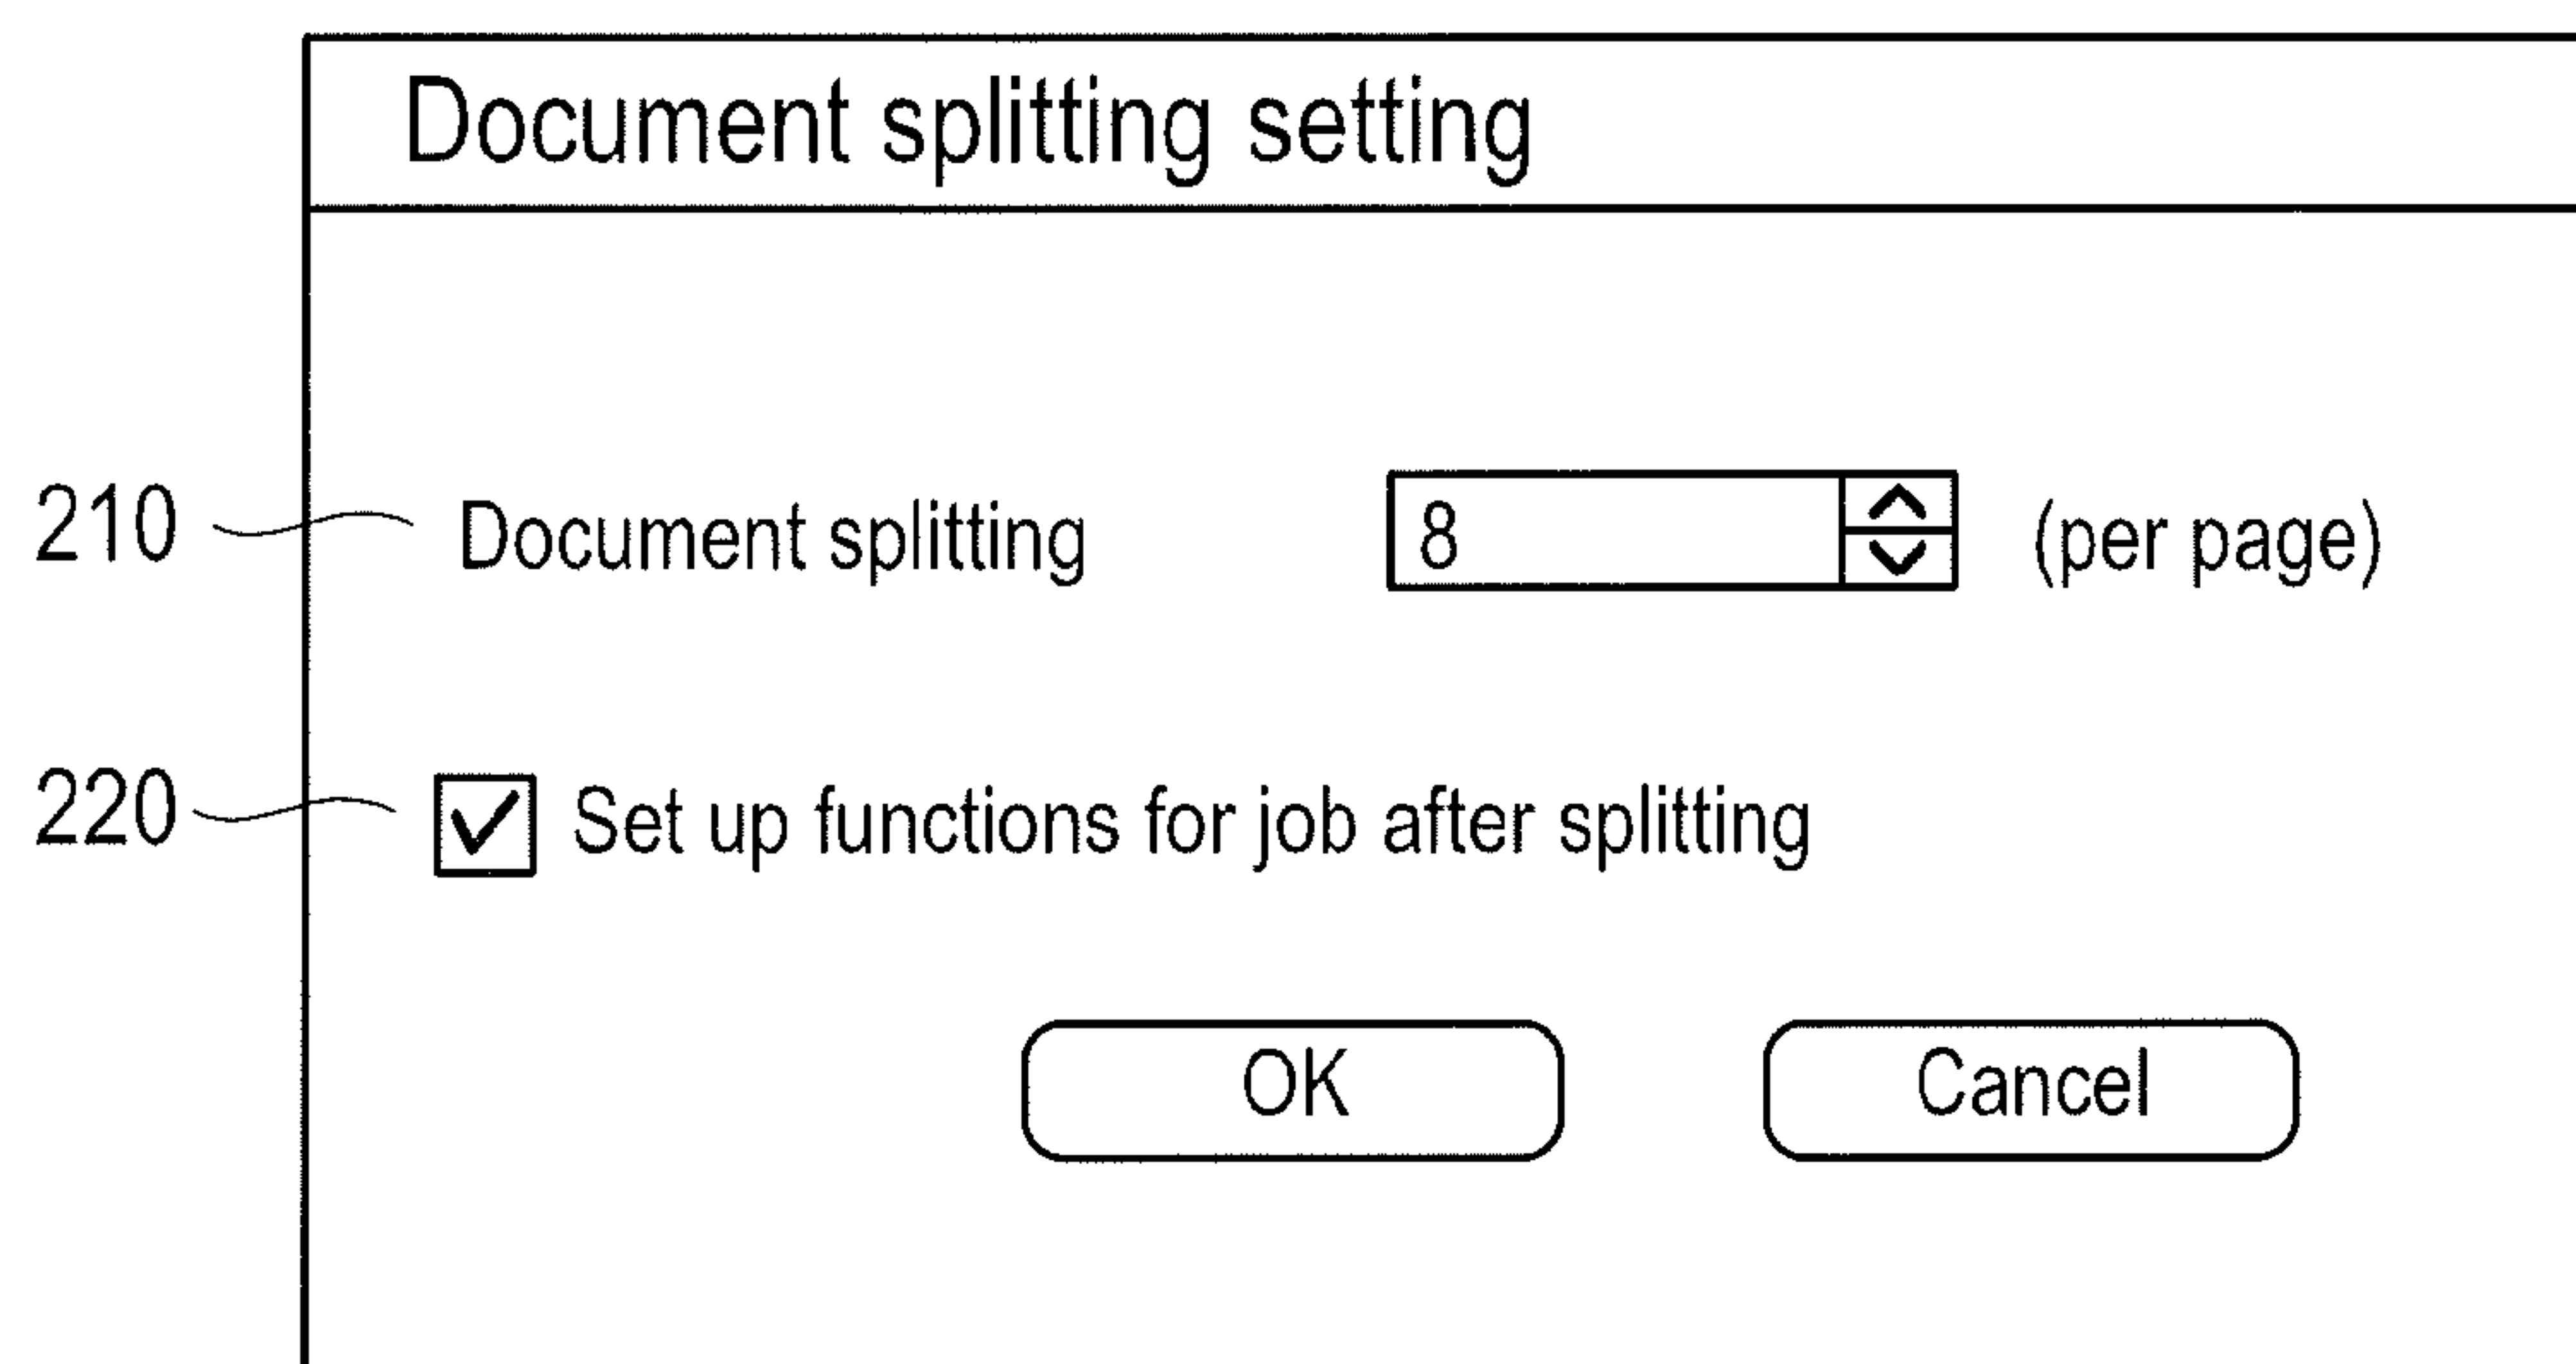 Document splitting setting
210 Document splitting 8 (per page)
220 Set up functions for job after splitting
OK Cancel